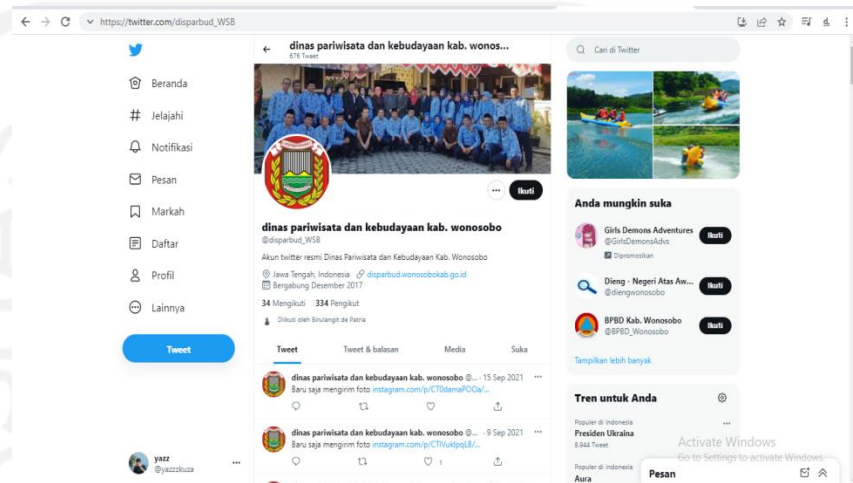 https://twitter.com/disparbud_WSB
dinas pariwisata dan kebudayaan kab. wonos...
676 Tweet
Cari di Twitter
Beranda
Jelajahi
Notifikasi
Pesan
Markah
Daftar
Profil
Lainnya
Tweet
yazz
@yazzzkuza
Ikuti
dinas pariwisata dan kebudayaan kab. wonosobo
@disparbud_WSB
Akun twitter resmi Dinas Pariwisata dan Kebudayaan Kab. Wonosobo
Jawa Tengah, Indonesia disparbud.wonosobokab.go.id
Bergabung Desember 2017
34 Mengikuti 334 Pengikut
Diikuti oleh Birulangit de Patria
Tweet Tweet & balasan Media Suka
dinas pariwisata dan kebudayaan kab. wonosobo @... · 15 Sep 2021
Baru saja mengirim foto instagram.com/p/CT0damaPOOa/...
dinas pariwisata dan kebudayaan kab. wonosobo @... · 9 Sep 2021
Baru saja mengirim foto instagram.com/p/CTlVuklpqL8/...
1
Anda mungkin suka
Girls Demons Adventures
@GirlsDemonsAdvs
Ikuti
Dipromosikan
Dieng - Negeri Atas Aw...
@diengwonosobo
Ikuti
BPBD Kab. Wonosobo
@BPBD_Wonosobo
Ikuti
Tampilkan lebih banyak
Tren untuk Anda
Populer di Indonesia
Presiden Ukraina
8.944 Tweet
Populer di Indonesia
Aura
Activate Windows
Go to Settings to activate Windows.
Pesan